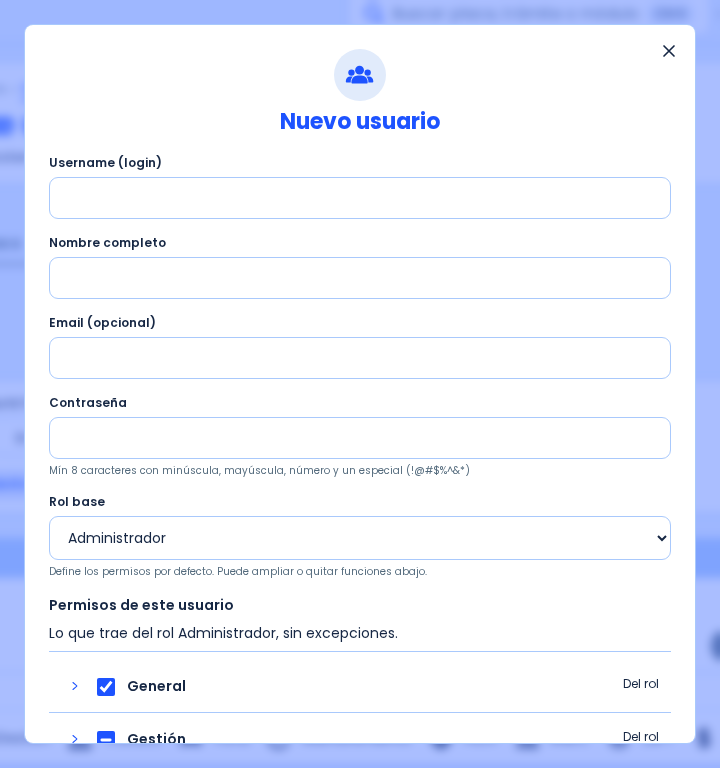 Nuevo usuario
Username (login)
Nombre completo
Email (opcional)
Contraseña
Mín 8 caracteres con minúscula, mayúscula, número y un especial (!@#$%^&*)
Rol base
Administrador
Define los permisos por defecto. Puede ampliar o quitar funciones abajo.
Permisos de este usuario
Lo que trae del rol Administrador, sin excepciones.
General
Del rol
Gestión
Del rol